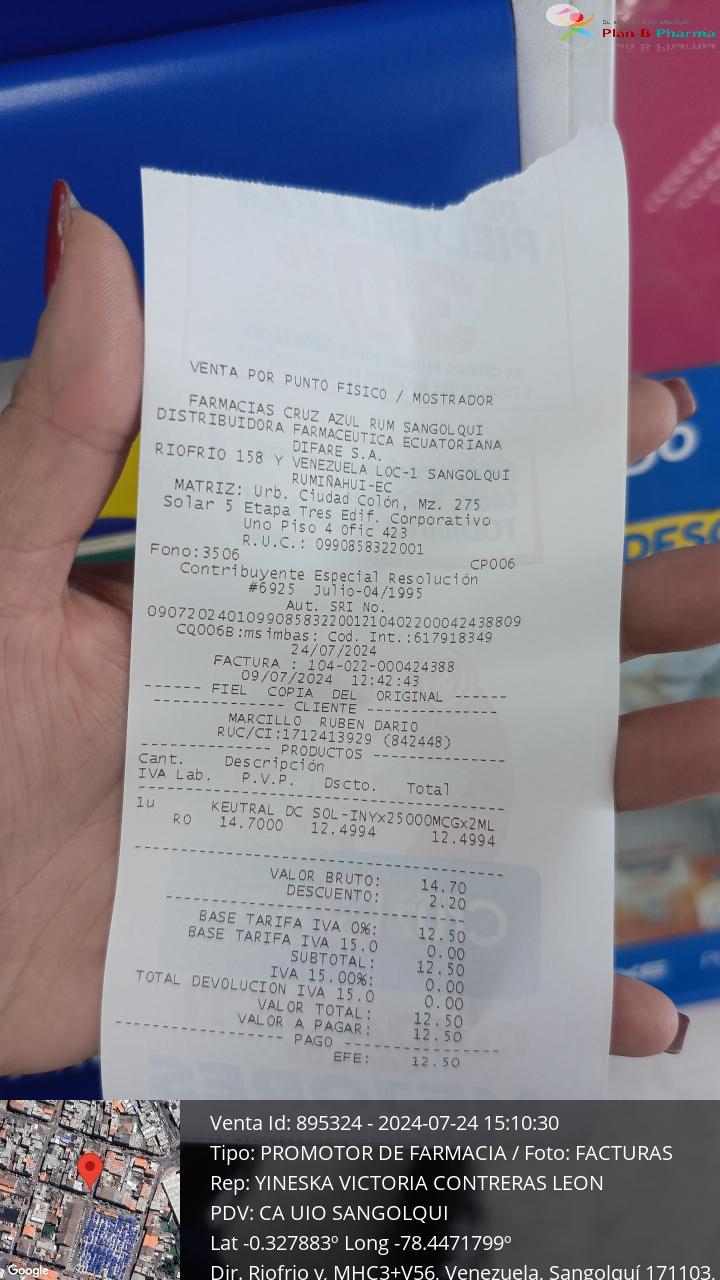 Plan B Pharma
VENTA POR PUNTO FÍSICO / MOSTRADOR
FARMACIAS CRUZ AZUL RUM SANGOLQUI
DISTRIBUIDORA FARMACEUTICA ECUATORIANA
DIFARE S.A.
RIOFRÍO 158 Y VENEZUELA LOC-1 SANGOLQUÍ
RUMIÑAHUI-EC
MATRIZ: Urb. Ciudad Colón, Mz. 275
Solar 5 Etapa Tres Edif. Corporativo
Uno Piso 4 Ofic 423
R.U.C.: 0990858322001
Fono:3506 CP006
Contribuyente Especial Resolución
#6925 Julio-04/1995
Aut. SRI No.
0907202401099085832200121040220004243880​9
CQ006B:msimbas: Cod. Int.:617918349
24/07/2024
FACTURA : 104-022-000424388
09/07/2024 12:42:43
------ FIEL COPIA DEL ORIGINAL ------
-------------- CLIENTE --------------
MARCILLO RUBEN DARIO
RUC/CI:1712413929 (842448)
-------------- PRODUCTOS --------------
Cant. Descripción
IVA Lab. P.V.P. Dscto. Total
1u KEUTRAL DC SOL-INYx25000MCGx2ML
RO 14.7000 12.4994 12.4994
VALOR BRUTO: 14.70
DESCUENTO: 2.20
BASE TARIFA IVA 0%: 12.50
BASE TARIFA IVA 15.0 0.00
SUBTOTAL: 12.50
IVA 15.00%: 0.00
TOTAL DEVOLUCION IVA 15.0 0.00
VALOR TOTAL: 12.50
VALOR A PAGAR: 12.50
------------------ PAGO ------------------
EFE: 12.50
Venta Id: 895324 - 2024-07-24 15:10:30
Tipo: PROMOTOR DE FARMACIA / Foto: FACTURAS
Rep: YINESKA VICTORIA CONTRERAS LEON
PDV: CA UIO SANGOLQUI
Lat -0.327883º Long -78.4471799º
Google
Dir. Riofrio y, MHC3+V56, Venezuela, Sangolquí 171103,